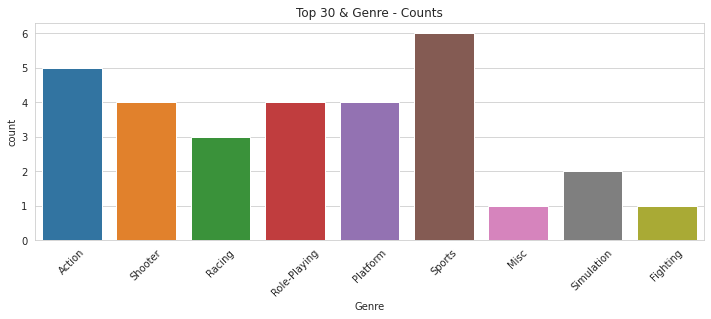 Top 30 & Genre - Counts
6
5
4
3
2
1
0
count
Action
Shooter
Racing
Role-Playing
Platform
Sports
Misc
Simulation
Fighting
Genre